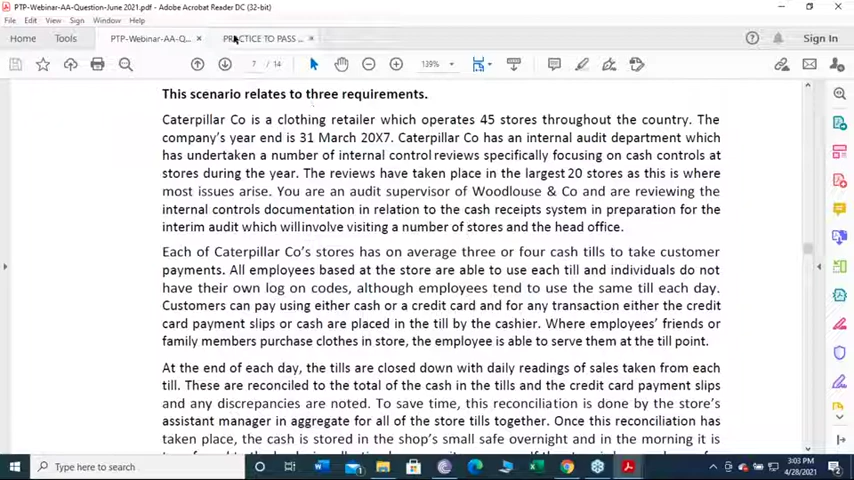 PTP-Webinar-AA-Question-June 2021.pdf - Adobe Acrobat Reader DC (32-bit)
File Edit View Sign Window Help
Home Tools PTP-Webinar-AA-Q... × PRACTICE TO PASS ... × Sign In
7 / 14 139%
This scenario relates to three requirements.
Caterpillar Co is a clothing retailer which operates 45 stores throughout the country. The
company's year end is 31 March 20X7. Caterpillar Co has an internal audit department which
has undertaken a number of internal control reviews specifically focusing on cash controls at
stores during the year. The reviews have taken place in the largest 20 stores as this is where
most issues arise. You are an audit supervisor of Woodlouse & Co and are reviewing the
internal controls documentation in relation to the cash receipts system in preparation for the
interim audit which will involve visiting a number of stores and the head office.
Each of Caterpillar Co's stores has on average three or four cash tills to take customer
payments. All employees based at the store are able to use each till and individuals do not
have their own log on codes, although employees tend to use the same till each day.
Customers can pay using either cash or a credit card and for any transaction either the credit
card payment slips or cash are placed in the till by the cashier. Where employees' friends or
family members purchase clothes in store, the employee is able to serve them at the till point.
At the end of each day, the tills are closed down with daily readings of sales taken from each
till. These are reconciled to the total of the cash in the tills and the credit card payment slips
and any discrepancies are noted. To save time, this reconciliation is done by the store's
assistant manager in aggregate for all of the store tills together. Once this reconciliation has
taken place, the cash is stored in the shop's small safe overnight and in the morning it is
Type here to search
3:03 PM
4/28/2021